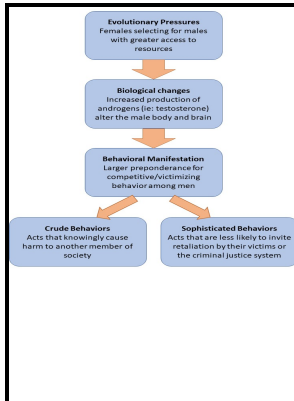 Evolutionary Pressures
Females selecting for males
with greater access to
resources
Biological changes
Increased production of
androgens (ie: testosterone)
alter the male body and brain
Behavioral Manifestation
Larger preponderance for
competitive/victimizing
behavior among men
Crude Behaviors
Acts that knowingly cause
harm to another member of
society
Sophisticated Behaviors
Acts that are less likely to invite
retaliation by their victims or
the criminal justice system